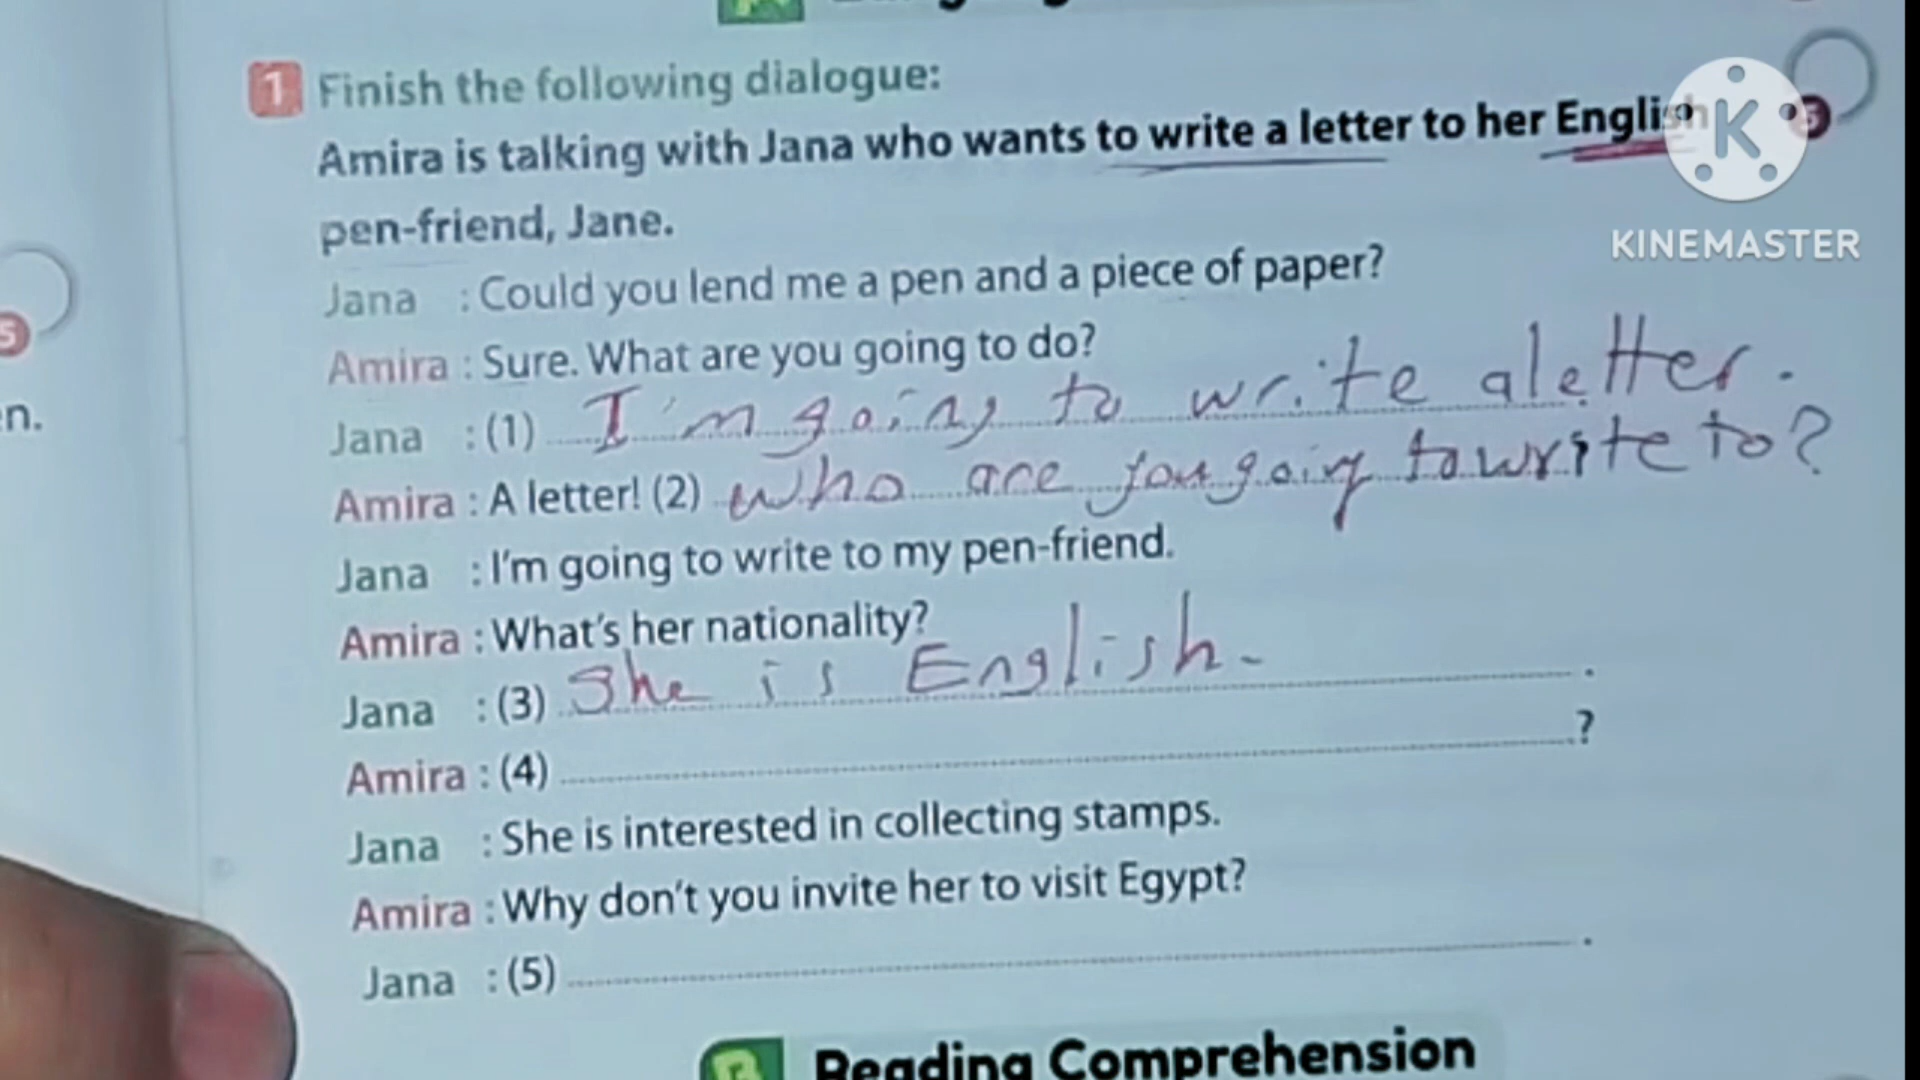 1 Finish the following dialogue:
Amira is talking with Jana who wants to write a letter to her English
5
pen-friend, Jane.
KINEMASTER
Jana : Could you lend me a pen and a piece of paper?
Amira : Sure. What are you going to do?
Jana : (1) I'm going to write a letter.
Amira : A letter! (2) who are you going to write to?
Jana : I'm going to write to my pen-friend.
Amira : What's her nationality?
Jana : (3) She is English.
Amira : (4) ?
Jana : She is interested in collecting stamps.
Amira : Why don't you invite her to visit Egypt?
Jana : (5) .
Reading Comprehension
5
en.